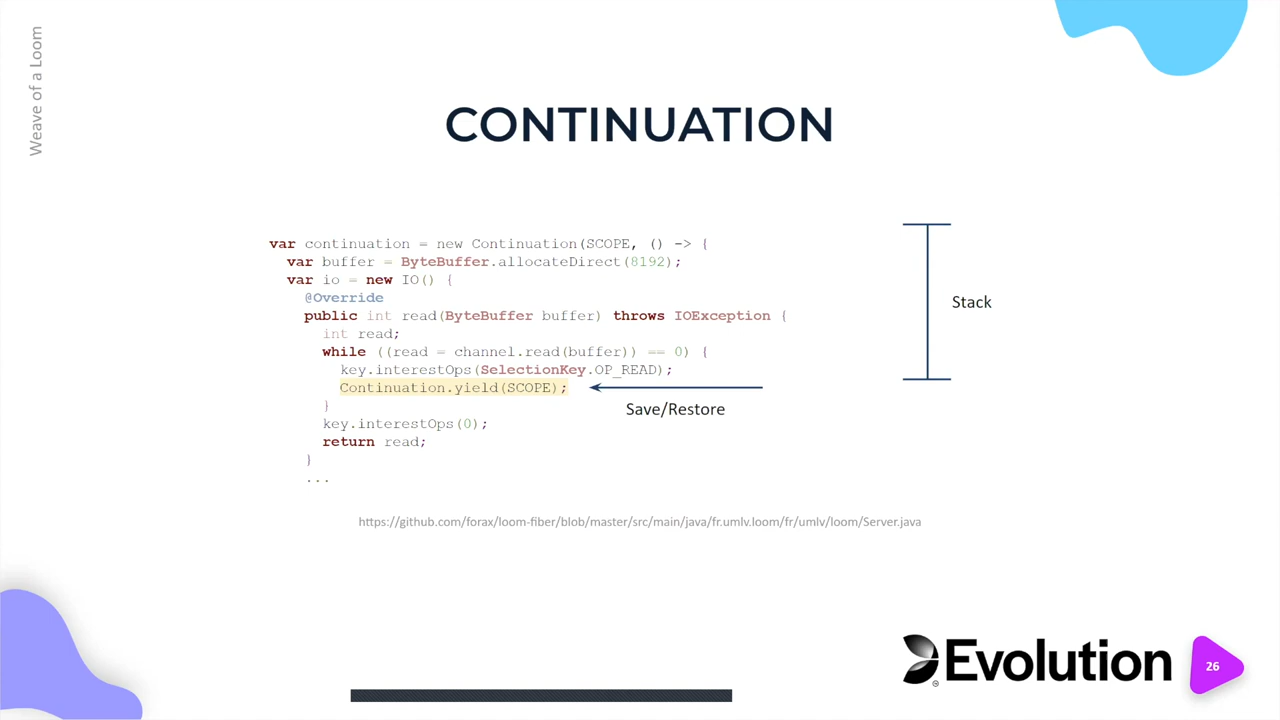 Weave of a Loom
CONTINUATION
var continuation = new Continuation(SCOPE, () -> {
var buffer = ByteBuffer.allocateDirect(8192);
var io = new IO() {
@Override
public int read(ByteBuffer buffer) throws IOException {
int read;
while ((read = channel.read(buffer)) == 0) {
key.interestOps(SelectionKey.OP_READ);
Continuation.yield(SCOPE);
}
key.interestOps(0);
return read;
}
...
Stack
Save/Restore
https://github.com/forax/loom-fiber/blob/master/src/main/java/fr.umlv.loom/fr/umlv/loom/Server.java
Evolution
26